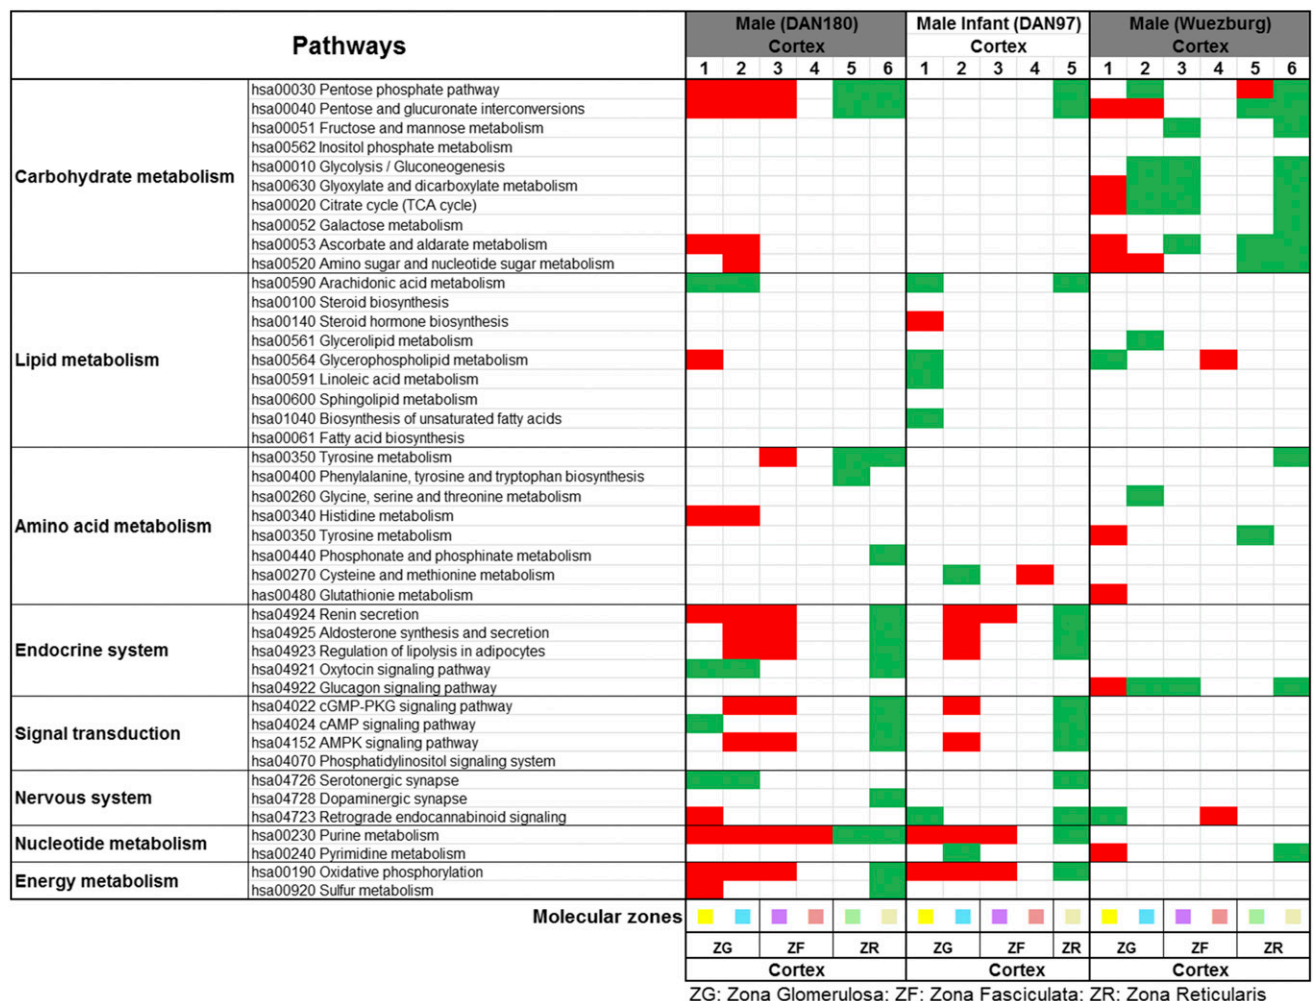 Pathways
Male (DAN180) Male Infant (DAN97) Male (Wuezburg)
Cortex Cortex Cortex
1 2 3 4 5 6 1 2 3 4 5 1 2 3 4 5 6
Carbohydrate metabolism
hsa00030 Pentose phosphate pathway
hsa00040 Pentose and glucuronate interconversions
hsa00051 Fructose and mannose metabolism
hsa00562 Inositol phosphate metabolism
hsa00010 Glycolysis / Gluconeogenesis
hsa00630 Glyoxylate and dicarboxylate metabolism
hsa00020 Citrate cycle (TCA cycle)
hsa00052 Galactose metabolism
hsa00053 Ascorbate and aldarate metabolism
hsa00520 Amino sugar and nucleotide sugar metabolism
Lipid metabolism
hsa00590 Arachidonic acid metabolism
hsa00100 Steroid biosynthesis
hsa00140 Steroid hormone biosynthesis
hsa00561 Glycerolipid metabolism
hsa00564 Glycerophospholipid metabolism
hsa00591 Linoleic acid metabolism
hsa00600 Sphingolipid metabolism
hsa01040 Biosynthesis of unsaturated fatty acids
hsa00061 Fatty acid biosynthesis
Amino acid metabolism
hsa00350 Tyrosine metabolism
hsa00400 Phenylalanine, tyrosine and tryptophan biosynthesis
hsa00260 Glycine, serine and threonine metabolism
hsa00340 Histidine metabolism
hsa00350 Tyrosine metabolism
hsa00440 Phosphonate and phosphinate metabolism
hsa00270 Cysteine and methionine metabolism
has00480 Glutathionie metabolism
Endocrine system
hsa04924 Renin secretion
hsa04925 Aldosterone synthesis and secretion
hsa04923 Regulation of lipolysis in adipocytes
hsa04921 Oxytocin signaling pathway
hsa04922 Glucagon signaling pathway
Signal transduction
hsa04022 cGMP-PKG signaling pathway
hsa04024 cAMP signaling pathway
hsa04152 AMPK signaling pathway
hsa04070 Phosphatidylinositol signaling system
Nervous system
hsa04726 Serotonergic synapse
hsa04728 Dopaminergic synapse
hsa04723 Retrograde endocannabinoid signaling
Nucleotide metabolism
hsa00230 Purine metabolism
hsa00240 Pyrimidine metabolism
Energy metabolism
hsa00190 Oxidative phosphorylation
hsa00920 Sulfur metabolism
Molecular zones
ZG ZF ZR ZG ZF ZR ZG ZF ZR
Cortex Cortex Cortex
ZG: Zona Glomerulosa; ZF: Zona Fasciculata; ZR: Zona Reticularis